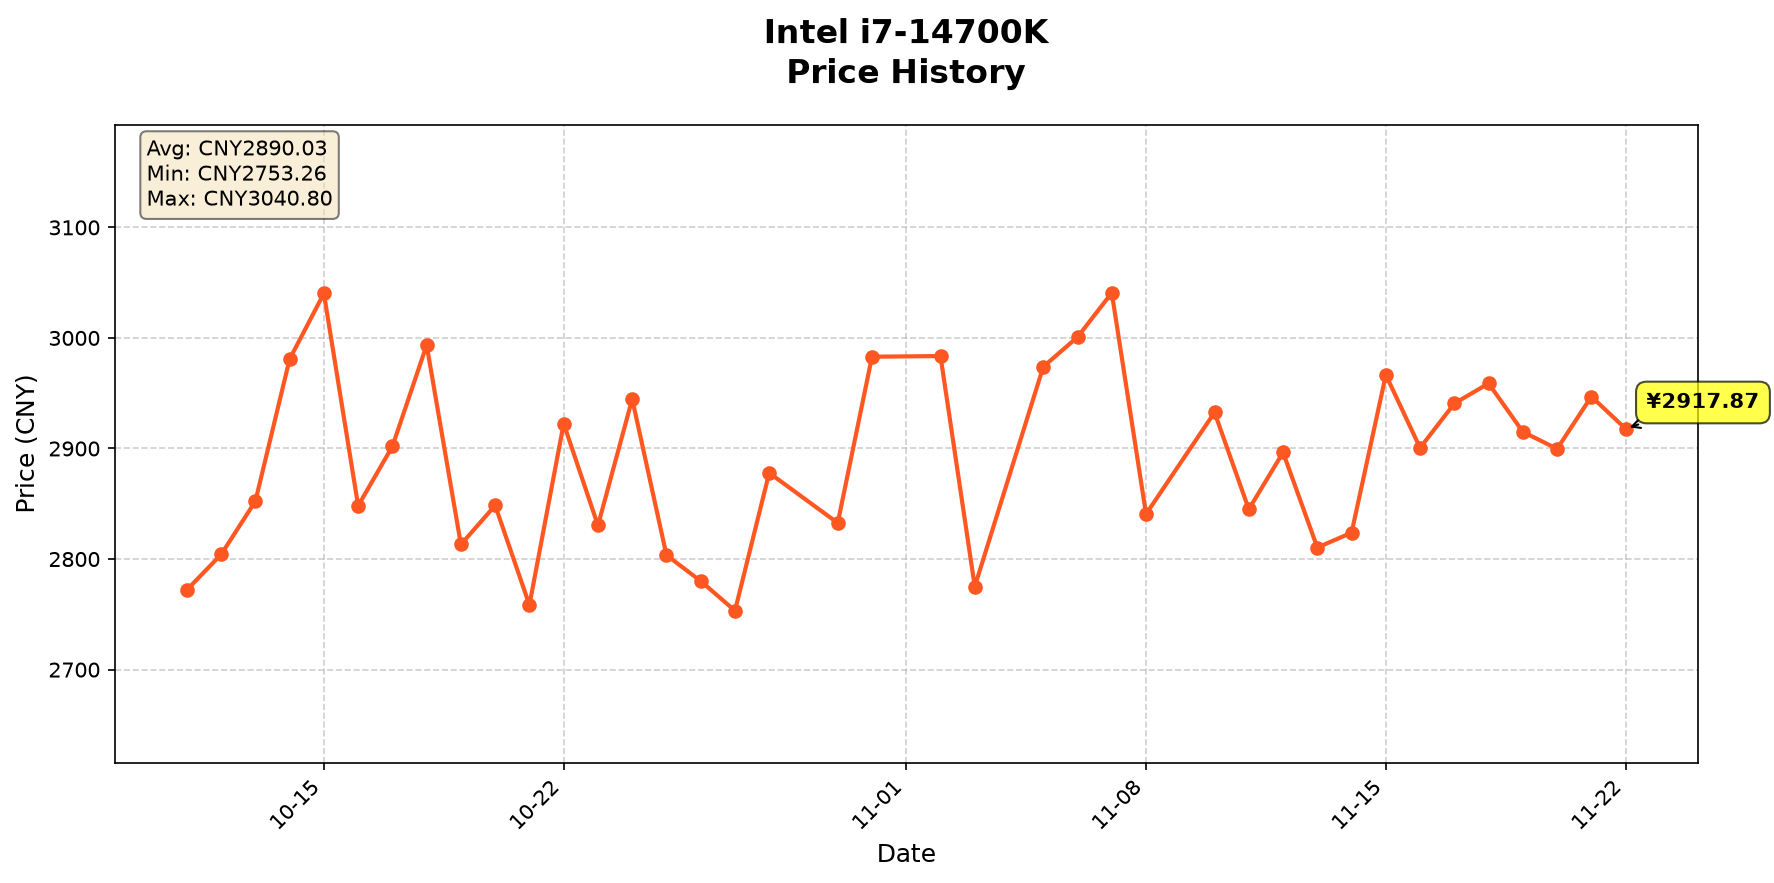 Intel i7-14700K
Price History
Avg: CNY2890.03
Min: CNY2753.26
Max: CNY3040.80
Price (CNY)
3100
3000
2900
2800
2700
¥2917.87
10-15
10-22
11-01
11-08
11-15
11-22
Date